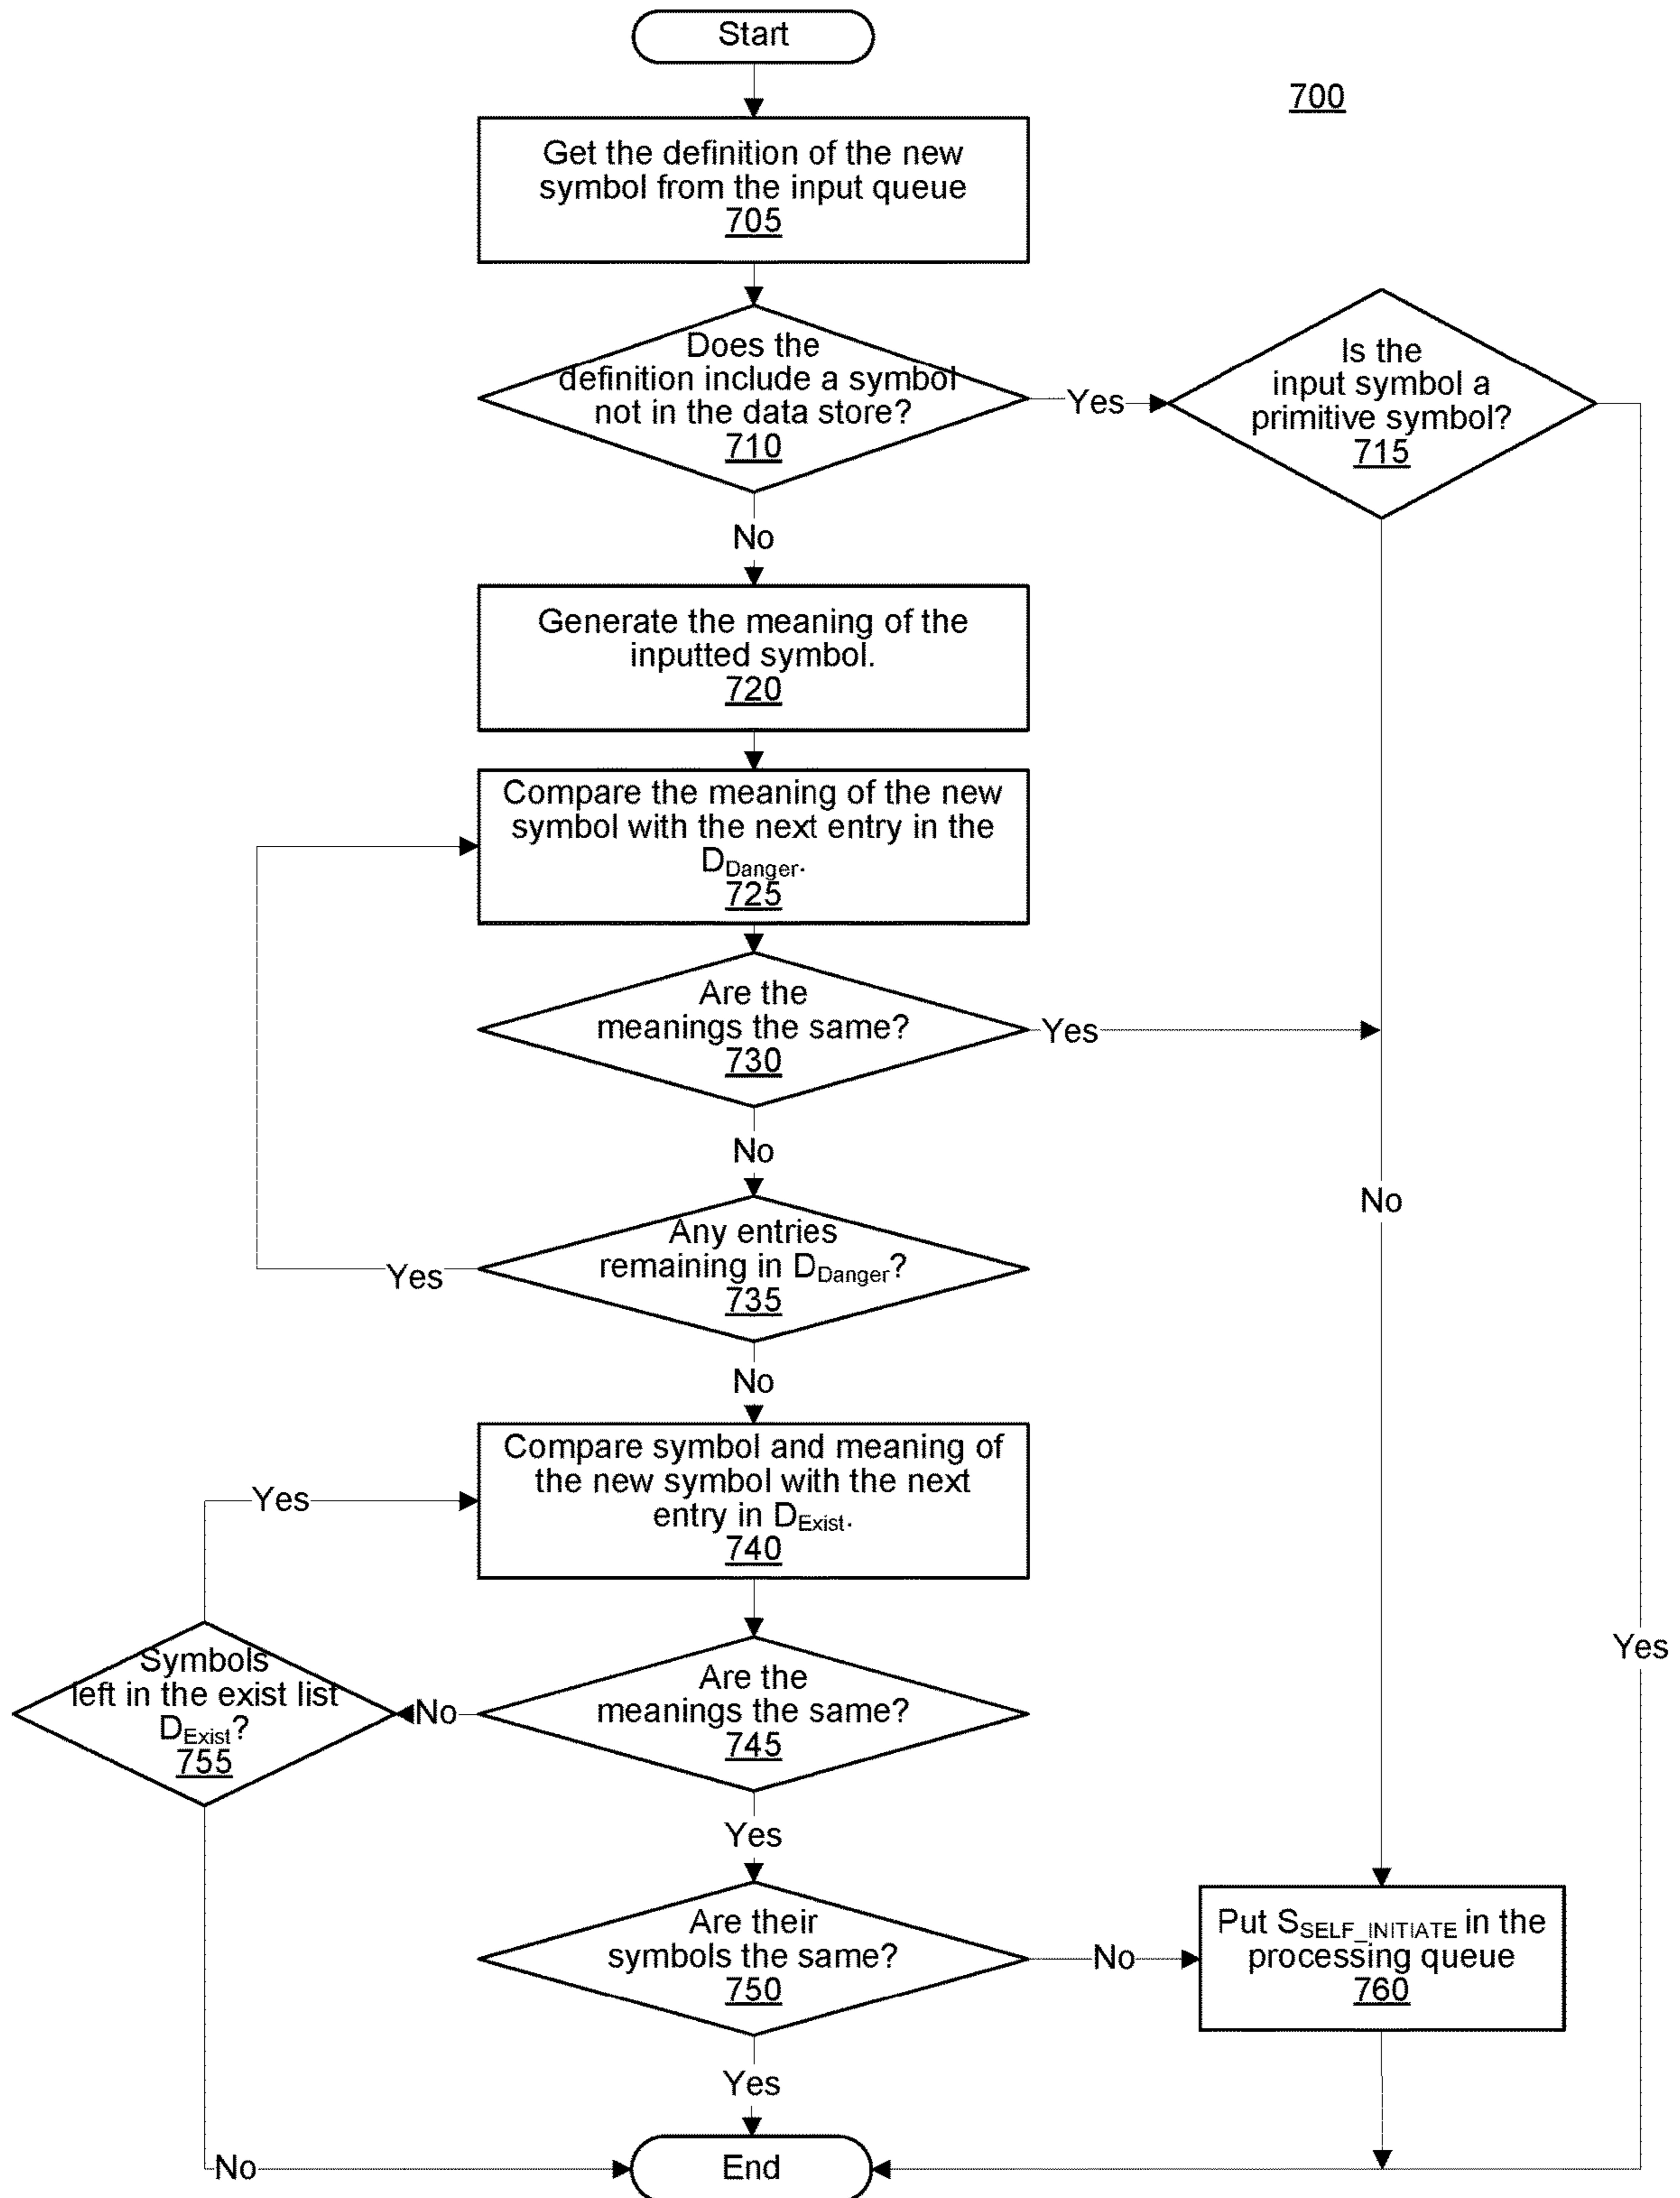 Start
700
Get the definition of the new
symbol from the input queue
705
Does the
definition include a symbol
not in the data store?
710
Yes
Is the
input symbol a
primitive symbol?
715
No
Generate the meaning of the
inputted symbol.
720
Compare the meaning of the new
symbol with the next entry in the
DDanger.
725
Are the
meanings the same?
730
Yes
No
No
Any entries
remaining in DDanger?
735
Yes
No
Compare symbol and meaning of
the new symbol with the next
entry in DExist.
740
Yes
Yes
Symbols
left in the exist list
DExist?
755
No
Are the
meanings the same?
745
Yes
Are their
symbols the same?
750
No
Put SSELF_INITIATE in the
processing queue
760
Yes
No
End